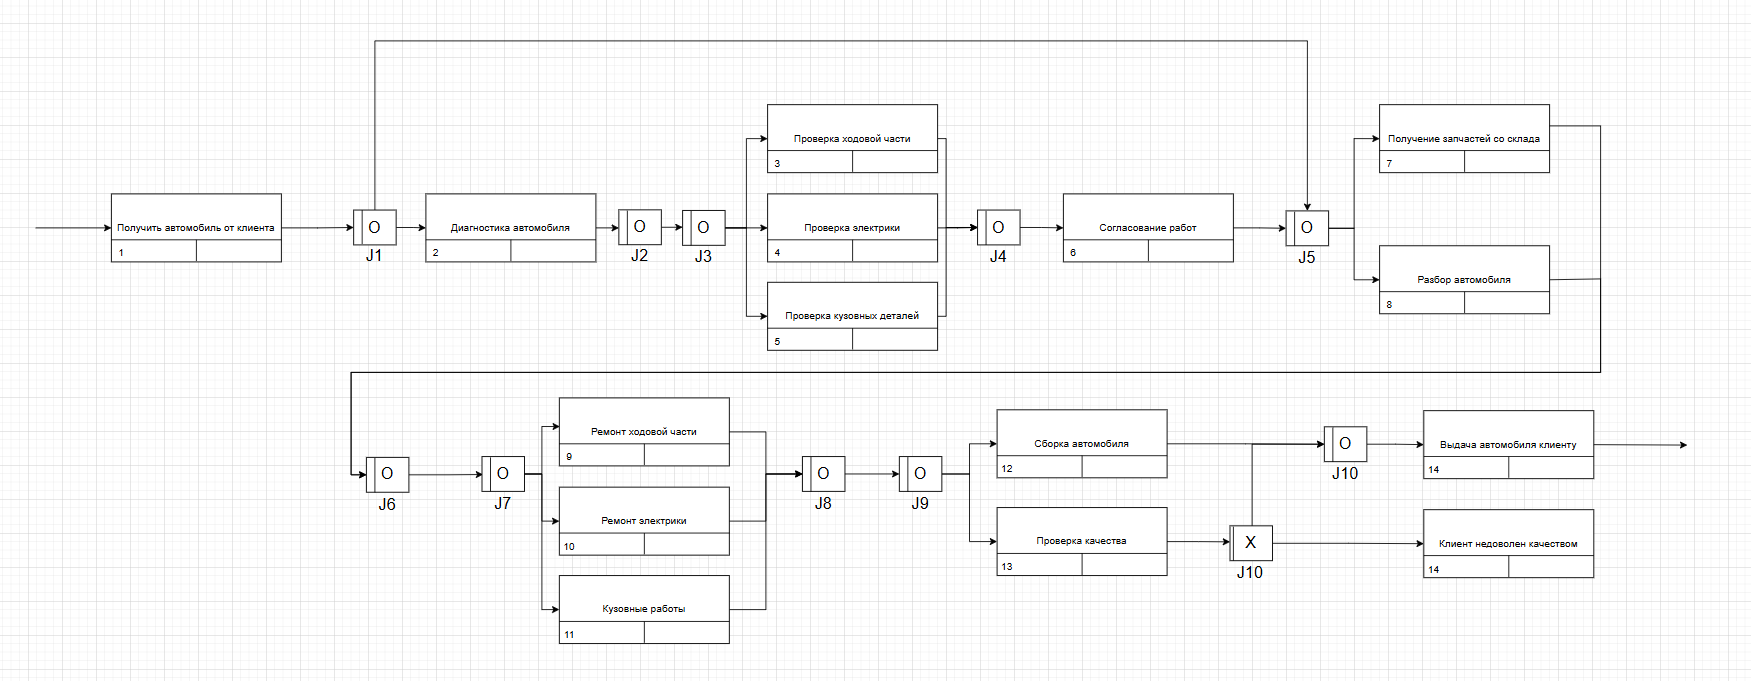 Получить автомобиль от клиента
1
O
J1
Диагностика автомобиля
2
O
J2
O
J3
Проверка ходовой части
3
Проверка электрики
4
Проверка кузовных деталей
5
O
J4
Согласование работ
6
O
J5
Получение запчастей со склада
7
Разбор автомобиля
8
O
J6
O
J7
Ремонт ходовой части
9
Ремонт электрики
10
Кузовные работы
11
O
J8
O
J9
Сборка автомобиля
12
Проверка качества
13
O
J10
X
J10
Выдача автомобиля клиенту
14
Клиент недоволен качеством
14